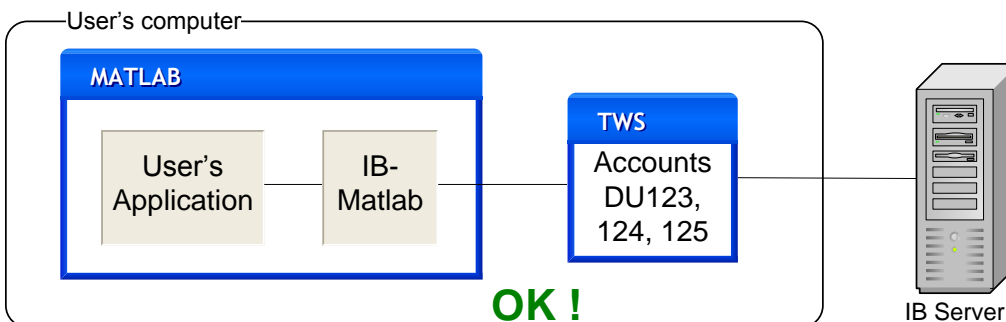 User's computer
MATLAB
User's
Application
IB-
Matlab
TWS
Accounts
DU123,
124, 125
OK !
IB Server